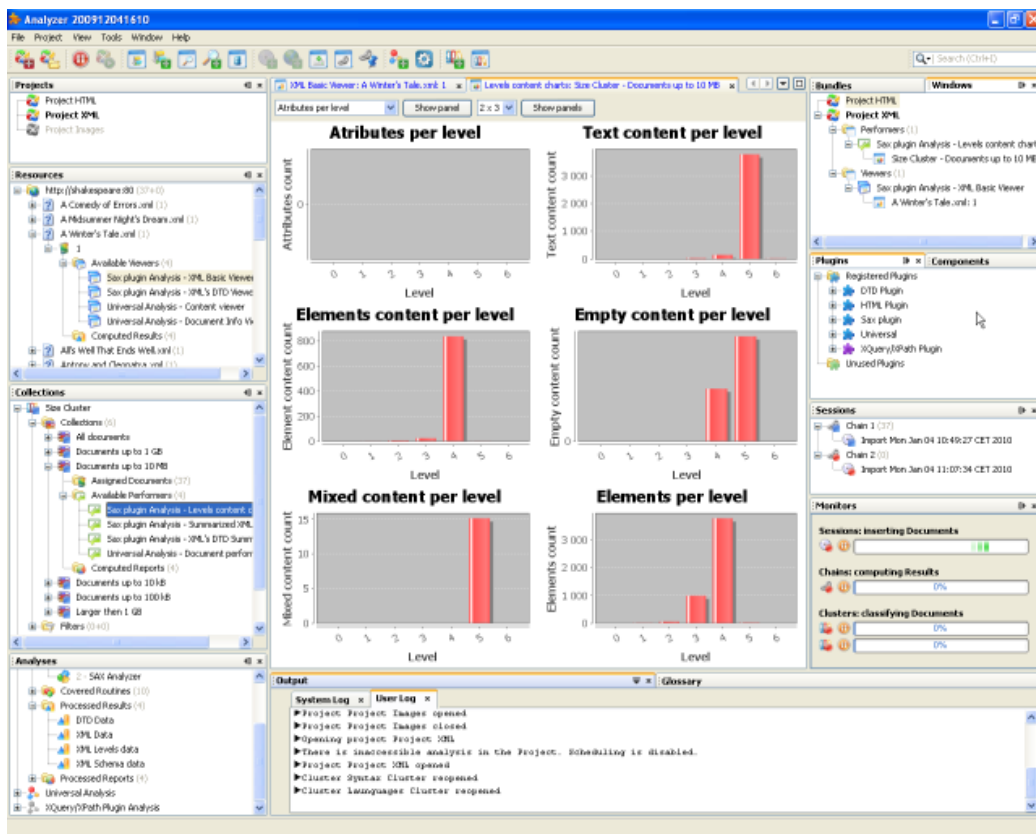 Analyzer 200912041610
File Project View Tools Window Help
Search (Ctrl+I)
Projects
Project HTML
Project XML
Project Images
Resources
http://shakespeare:80 (37+0)
A Comedy of Errors.xml (1)
A Midsummer Night's Dream.xml (1)
A Winter's Tale.xml (1)
1
Available Viewers (4)
Sax plugin Analysis - XML Basic Viewer
Sax plugin Analysis - XML's DTD Viewe
Universal Analysis - Content viewer
Universal Analysis - Document Info Vi
Computed Results (4)
All's Well That Ends Well.xml (1)
Antony and Cleopatra.xml (1)
Collections
Size Cluster
Collections (6)
All documents
Documents up to 1 GB
Documents up to 10 MB
Assigned Documents (37)
Available Performers (4)
Sax plugin Analysis - Levels content c
Sax plugin Analysis - Summarized XML
Sax plugin Analysis - XML's DTD Summ
Universal Analysis - Document perfom
Computed Reports (4)
Documents up to 10 kB
Documents up to 100 kB
Larger then 1 GB
Filters (0+0)
Analyses
2 - SAX Analyzer
Covered Routines (10)
Processed Results (4)
DTD Data
XML Data
XML Levels data
XML Schema data
Processed Reports (4)
Universal Analysis
XQuery/XPath Plugin Analysis
XML Basic Viewer: A Winter's Tale.xml: 1
Levels content charts: Size Cluster - Documents up to 10 MB
Atributes per level
Show panel
2 x 3
Show panels
Atributes per level
Attributes count
0
0 1 2 3 4 5 6
Level
Text content per level
Text content count
3 000
2 000
1 000
0
0 1 2 3 4 5 6
Level
Elements content per level
Element content count
800
600
400
200
0
0 1 2 3 4 5 6
Level
Empty content per level
Empty content count
0
0 1 2 3 4 5 6
Level
Mixed content per level
Mixed content count
15
10
5
0
0 1 2 3 4 5 6
Level
Elements per level
Elements count
3 000
2 000
1 000
0
0 1 2 3 4 5 6
Level
Output
Glossary
System Log
User Log
Project Project Images opened
Project Project Images closed
Opening project Project XML
There is inaccessible analysis in the Project. Scheduling is disabled.
Project Project XML opened
Cluster Syntax Cluster reopened
Cluster Launguages Cluster reopened
Bundles
Windows
Project HTML
Project XML
Performers (1)
Sax plugin Analysis - Levels content chart
Size Cluster - Documents up to 10 MB
Viewers (1)
Sax plugin Analysis - XML Basic Viewer
A Winter's Tale.xml: 1
Plugins
Components
Registered Plugins
DTD Plugin
HTML Plugin
Sax plugin
Universal
XQuery/XPath Plugin
Unused Plugins
Sessions
Chain 1 (37)
Import Mon Jan 04 10:49:27 CET 2010
Chain 2 (0)
Import Mon Jan 04 11:07:34 CET 2010
Monitors
Sessions: inserting Documents
Chains: computing Results
0%
Clusters: classifying Documents
0%
0%